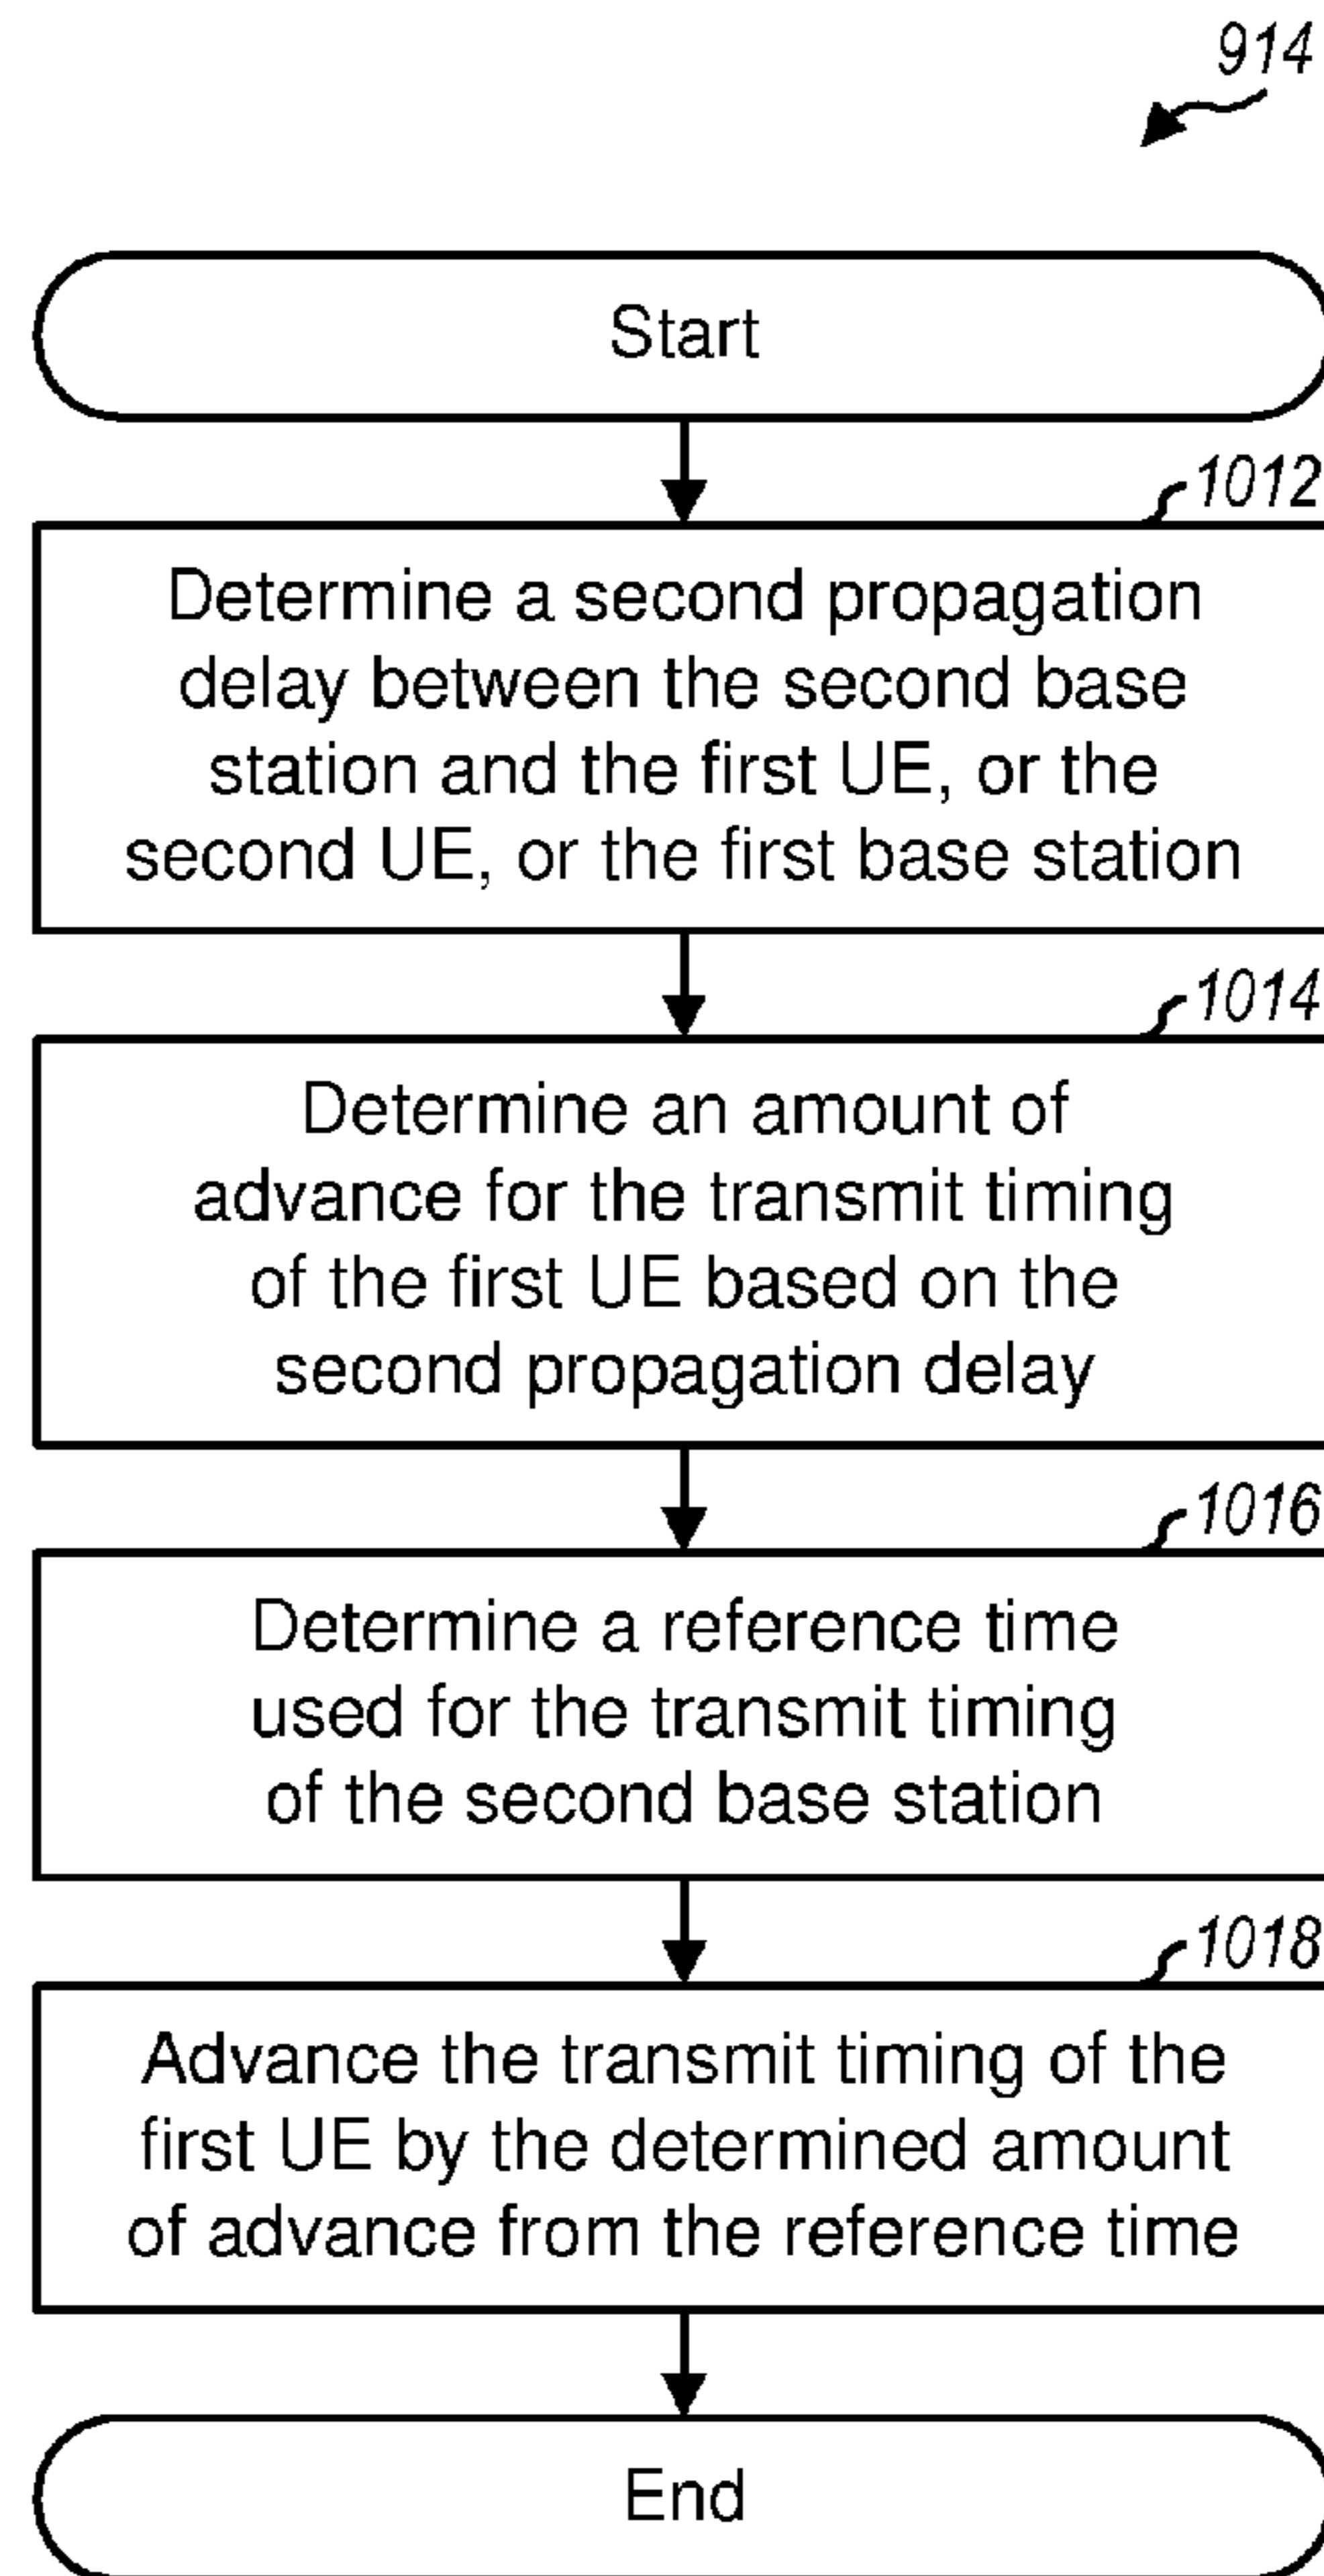 914
Start
1012
Determine a second propagation
delay between the second base
station and the first UE, or the
second UE, or the first base station
1014
Determine an amount of
advance for the transmit timing
of the first UE based on the
second propagation delay
1016
Determine a reference time
used for the transmit timing
of the second base station
1018
Advance the transmit timing of the
first UE by the determined amount
of advance from the reference time
End